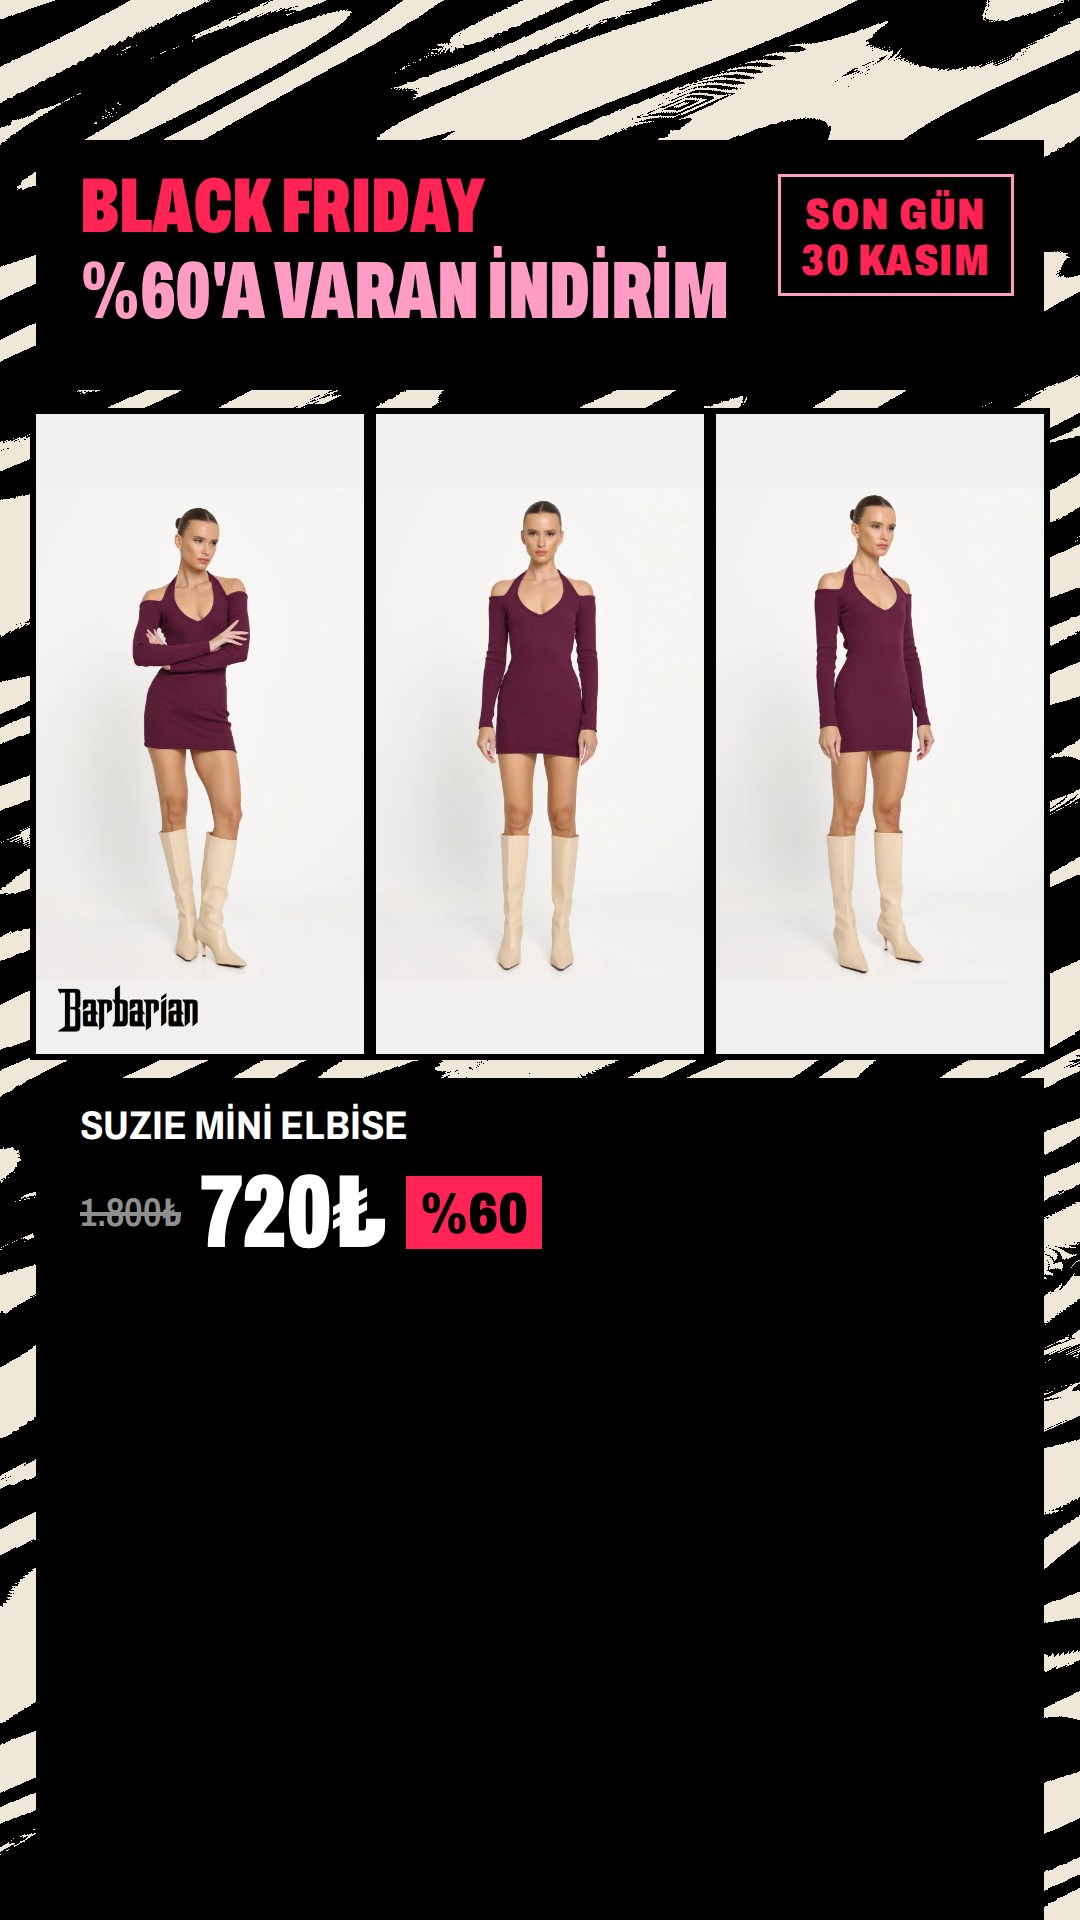 BLACK FRIDAY
%60'A VARAN İNDİRİM
SON GÜN
30 KASIM
Barbarian
SUZIE MİNİ ELBİSE
1.800₺ 720₺ %60